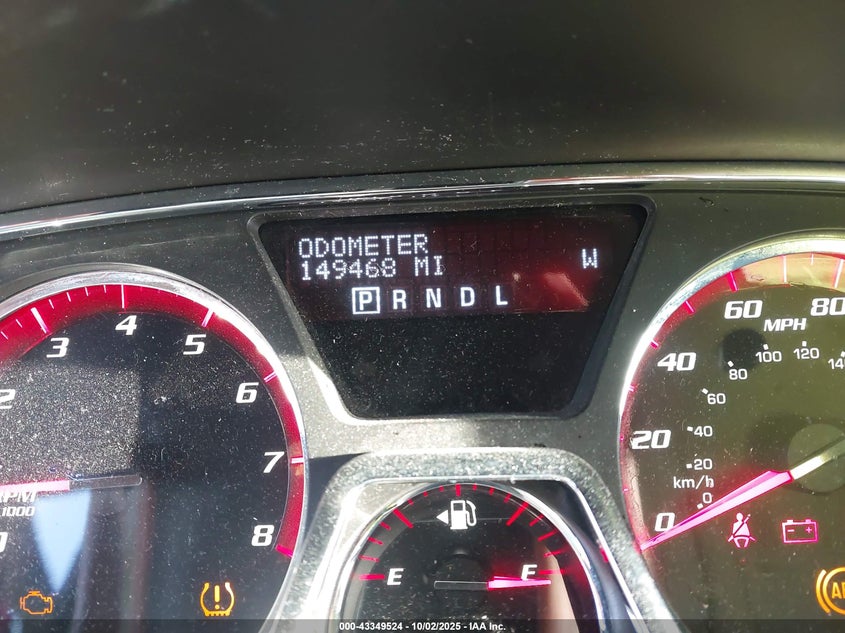 ODOMETER
149468 MI W
P R N D L
2 3 4 5 6 7 8
RPM
x1000
0 20 40 60 80
MPH
0 20 40 60 80 100 120
km/h
E F
000-43349524 - 10/02/2025 - IAA Inc.